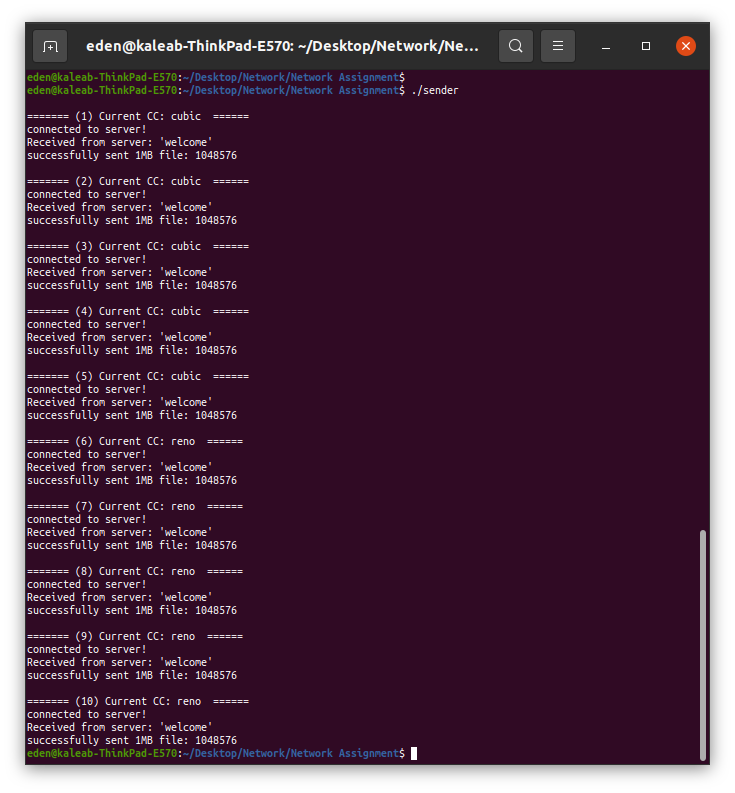 eden@kaleab-ThinkPad-E570: ~/Desktop/Network/Ne...
eden@kaleab-ThinkPad-E570:~/Desktop/Network/Network Assignment$
eden@kaleab-ThinkPad-E570:~/Desktop/Network/Network Assignment$ ./sender
======= (1) Current CC: cubic  ======
connected to server!
Received from server: 'welcome'
successfully sent 1MB file: 1048576
======= (2) Current CC: cubic  ======
connected to server!
Received from server: 'welcome'
successfully sent 1MB file: 1048576
======= (3) Current CC: cubic  ======
connected to server!
Received from server: 'welcome'
successfully sent 1MB file: 1048576
======= (4) Current CC: cubic  ======
connected to server!
Received from server: 'welcome'
successfully sent 1MB file: 1048576
======= (5) Current CC: cubic  ======
connected to server!
Received from server: 'welcome'
successfully sent 1MB file: 1048576
======= (6) Current CC: reno  ======
connected to server!
Received from server: 'welcome'
successfully sent 1MB file: 1048576
======= (7) Current CC: reno  ======
connected to server!
Received from server: 'welcome'
successfully sent 1MB file: 1048576
======= (8) Current CC: reno  ======
connected to server!
Received from server: 'welcome'
successfully sent 1MB file: 1048576
======= (9) Current CC: reno  ======
connected to server!
Received from server: 'welcome'
successfully sent 1MB file: 1048576
======= (10) Current CC: reno  ======
connected to server!
Received from server: 'welcome'
successfully sent 1MB file: 1048576
eden@kaleab-ThinkPad-E570:~/Desktop/Network/Network Assignment$